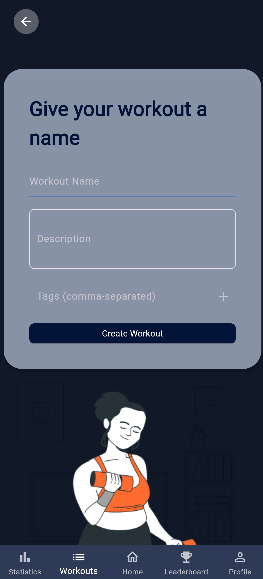 Give your workout a
name
Workout Name
Description
Tags (comma-separated)
Create Workout
Statistics Workouts Home Leaderboard Profile